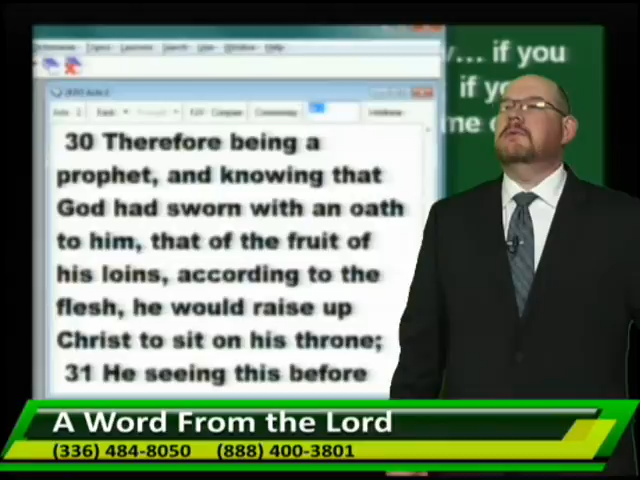 if you
30 Therefore being a
prophet, and knowing that
God had sworn with an oath
to him, that of the fruit of
his loins, according to the
flesh, he would raise up
Christ to sit on his throne;
31 He seeing this before
A Word From the Lord
(336) 484-8050 (888) 400-3801